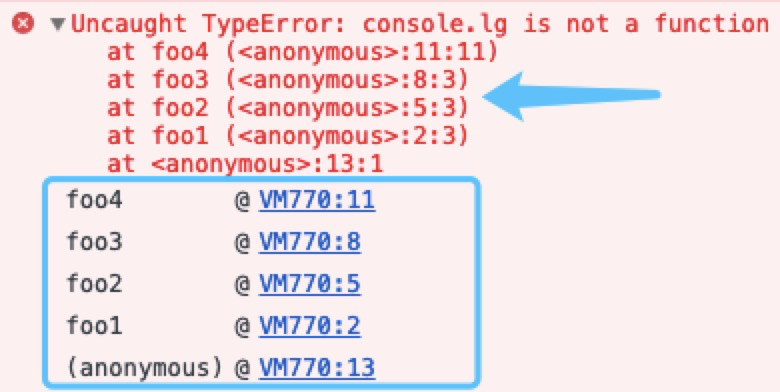 Uncaught TypeError: console.lg is not a function
at foo4 (<anonymous>:11:11)
at foo3 (<anonymous>:8:3)
at foo2 (<anonymous>:5:3)
at foo1 (<anonymous>:2:3)
at <anonymous>:13:1
foo4 @ VM770:11
foo3 @ VM770:8
foo2 @ VM770:5
foo1 @ VM770:2
(anonymous) @ VM770:13